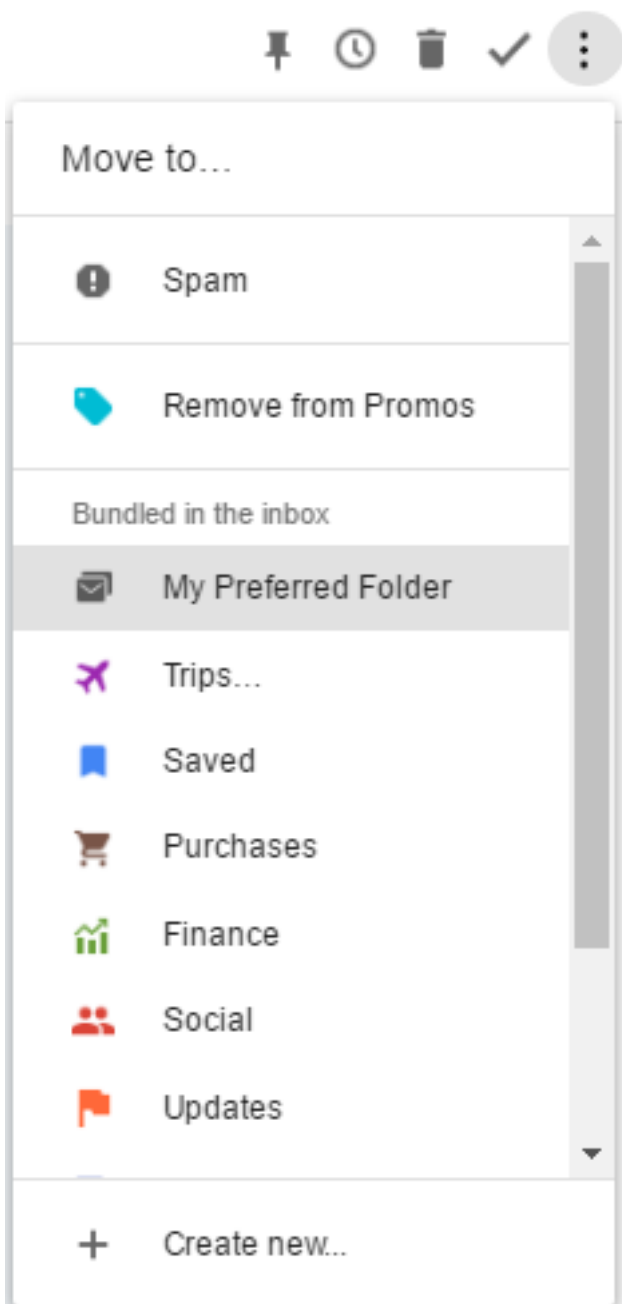 Move to...
Spam
Remove from Promos
Bundled in the inbox
My Preferred Folder
Trips...
Saved
Purchases
Finance
Social
Updates
Create new...